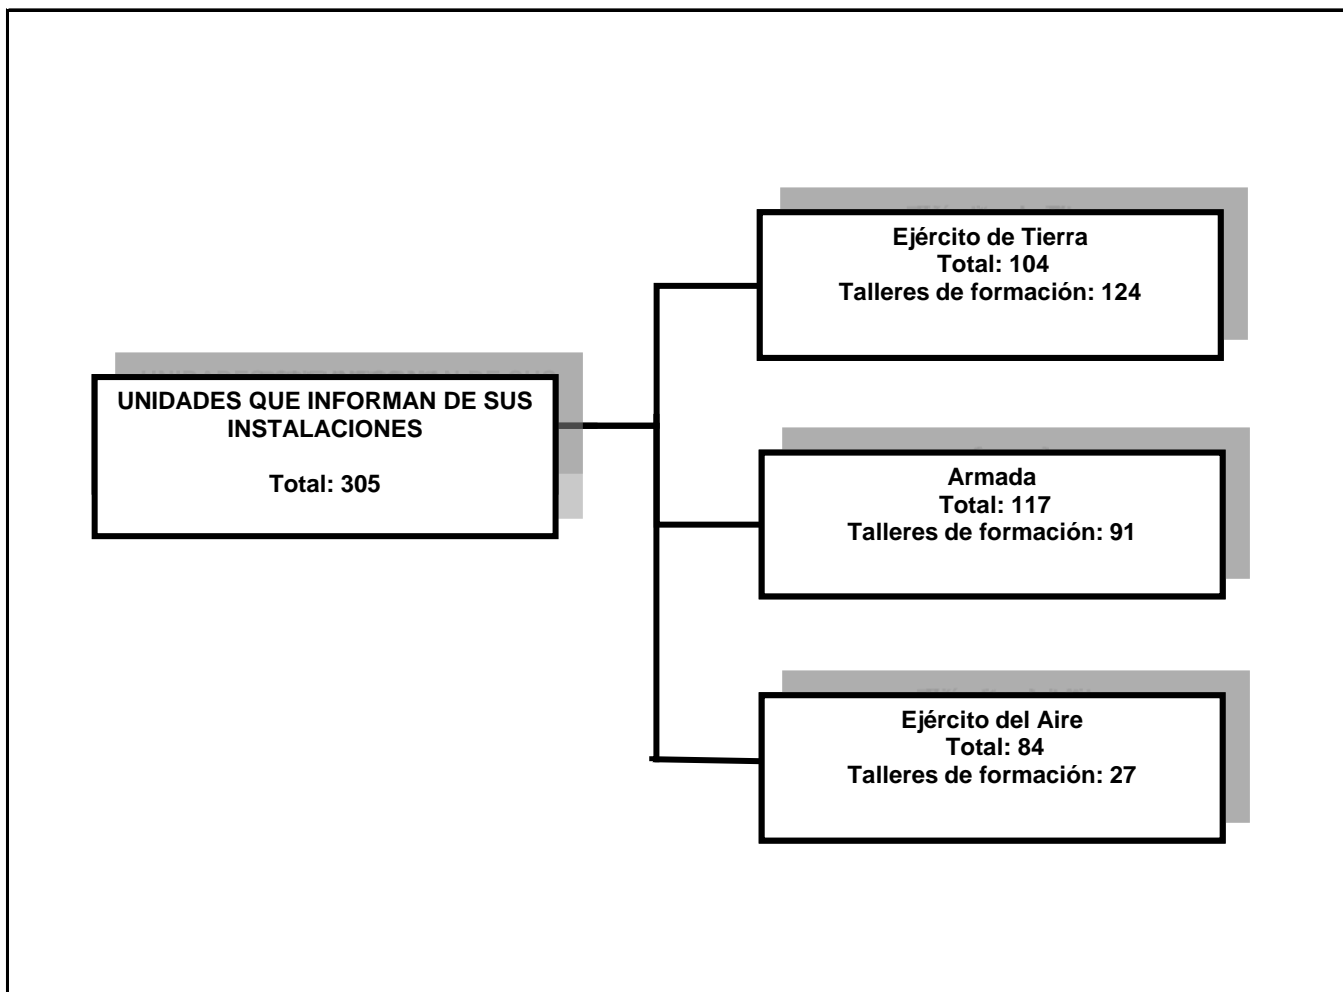 UNIDADES QUE INFORMAN DE SUS
INSTALACIONES
Total: 305
Ejército de Tierra
Total: 104
Talleres de formación: 124
Armada
Total: 117
Talleres de formación: 91
Ejército del Aire
Total: 84
Talleres de formación: 27